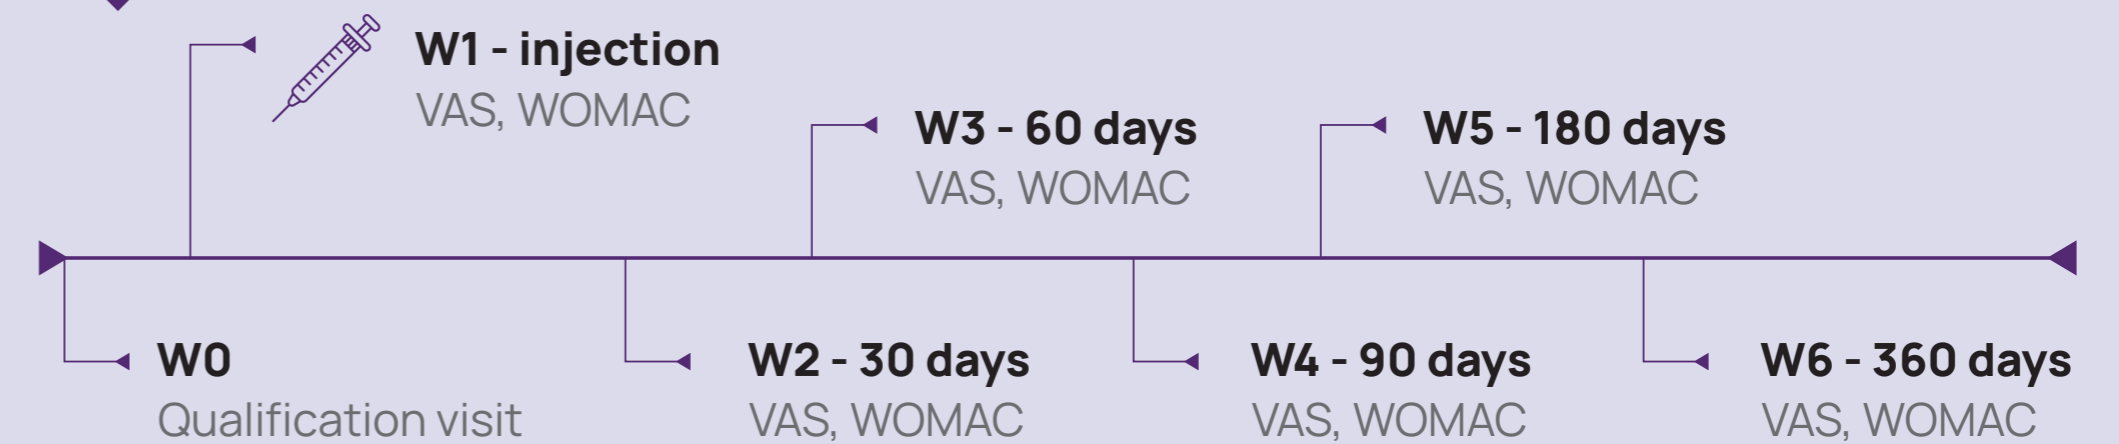 W1 - injection
VAS, WOMAC
W3 - 60 days
VAS, WOMAC
W5 - 180 days
VAS, WOMAC
W0
Qualification visit
W2 - 30 days
VAS, WOMAC
W4 - 90 days
VAS, WOMAC
W6 - 360 days
VAS, WOMAC